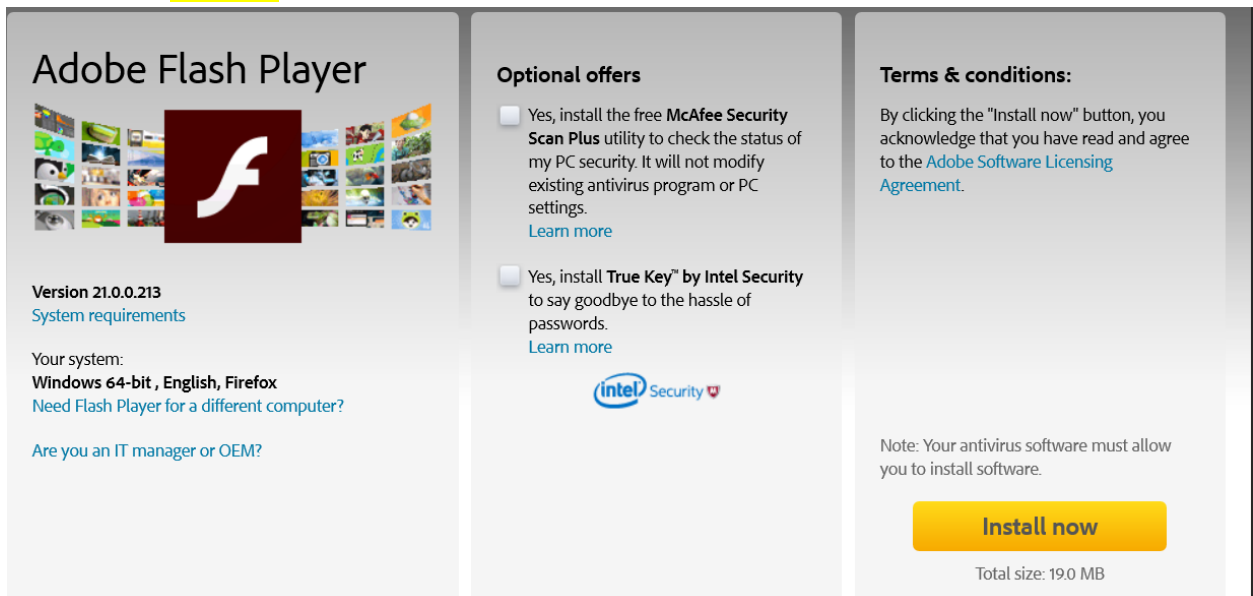 Adobe Flash Player
Version 21.0.0.213
System requirements
Your system:
Windows 64-bit , English, Firefox
Need Flash Player for a different computer?
Are you an IT manager or OEM?
Optional offers
Yes, install the free McAfee Security
Scan Plus utility to check the status of
my PC security. It will not modify
existing antivirus program or PC
settings.
Learn more
Yes, install True Key™ by Intel Security
to say goodbye to the hassle of
passwords.
Learn more
intel Security
Terms & conditions:
By clicking the "Install now" button, you
acknowledge that you have read and agree
to the Adobe Software Licensing
Agreement.
Note: Your antivirus software must allow
you to install software.
Install now
Total size: 19.0 MB